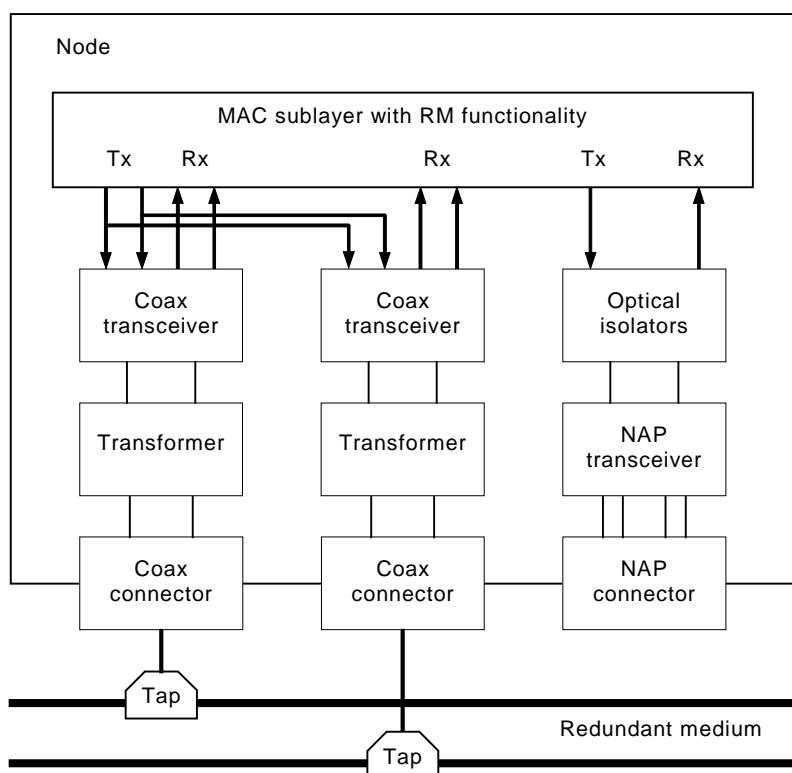 Node
MAC sublayer with RM functionality
Tx Rx Rx Tx Rx
Coax
transceiver
Coax
transceiver
Optical
isolators
Transformer
Transformer
NAP
transceiver
Coax
connector
Coax
connector
NAP
connector
Tap
Redundant medium
Tap